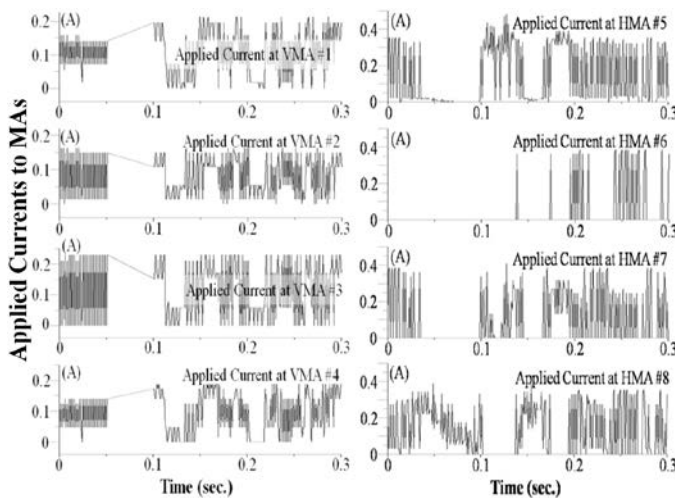 Applied Currents to MAs
(A)
Applied Current at VMA #1
0.2
0.1
0
0 0.1 0.2 0.3
(A)
Applied Current at HMA #5
0.4
0.2
0
0 0.1 0.2 0.3
(A)
Applied Current at VMA #2
0.2
0.1
0
0 0.1 0.2 0.3
(A)
Applied Current at HMA #6
0.4
0.2
0
0 0.1 0.2 0.3
(A)
Applied Current at VMA #3
0.2
0.1
0
0 0.1 0.2 0.3
(A)
Applied Current at HMA #7
0.4
0.2
0
0 0.1 0.2 0.3
(A)
Applied Current at VMA #4
0.2
0.1
0
0 0.1 0.2 0.3
Time (sec.)
(A)
Applied Current at HMA #8
0.4
0.2
0
0 0.1 0.2 0.3
Time (sec.)